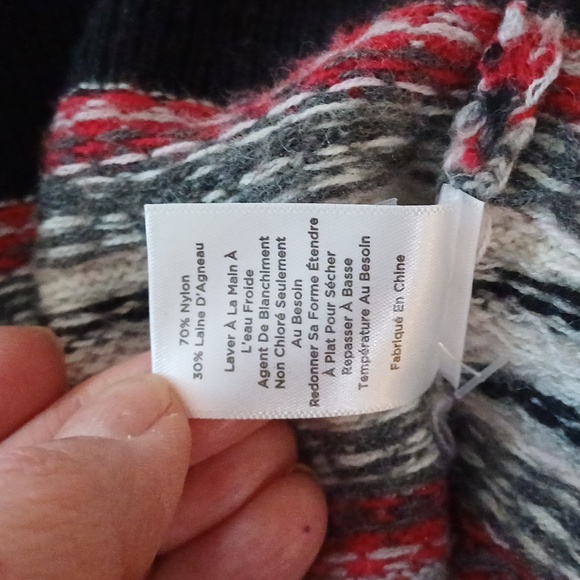 70% Nylon
30% Laine D'Agneau
Laver À La Main À
L'eau Froide
Agent De Blanchiment
Non Chloré Seulement
Au Besoin
Redonner Sa Forme Étendre
À Plat Pour Sécher
Repasser À Basse
Température Au Besoin
Fabriqué En Chine